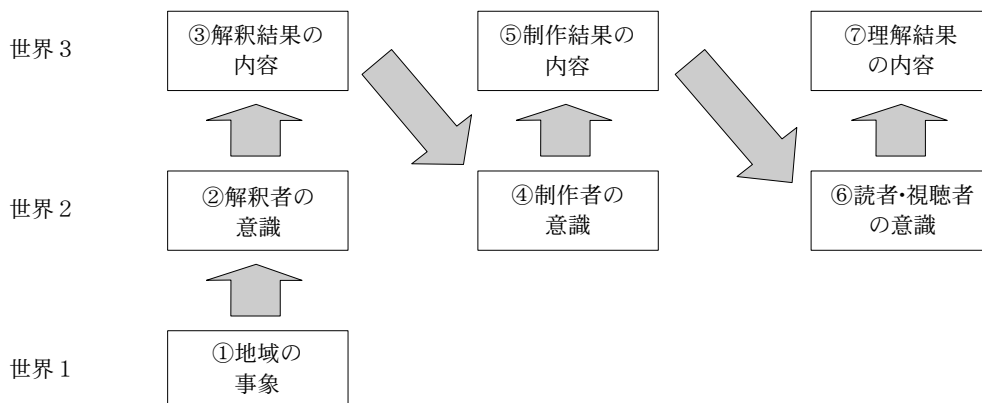 世界３
③解釈結果の
内容
⑤制作結果の
内容
⑦理解結果
の内容
世界２
②解釈者の
意識
④制作者の
意識
⑥読者・視聴者
の意識
世界１
①地域の
事象